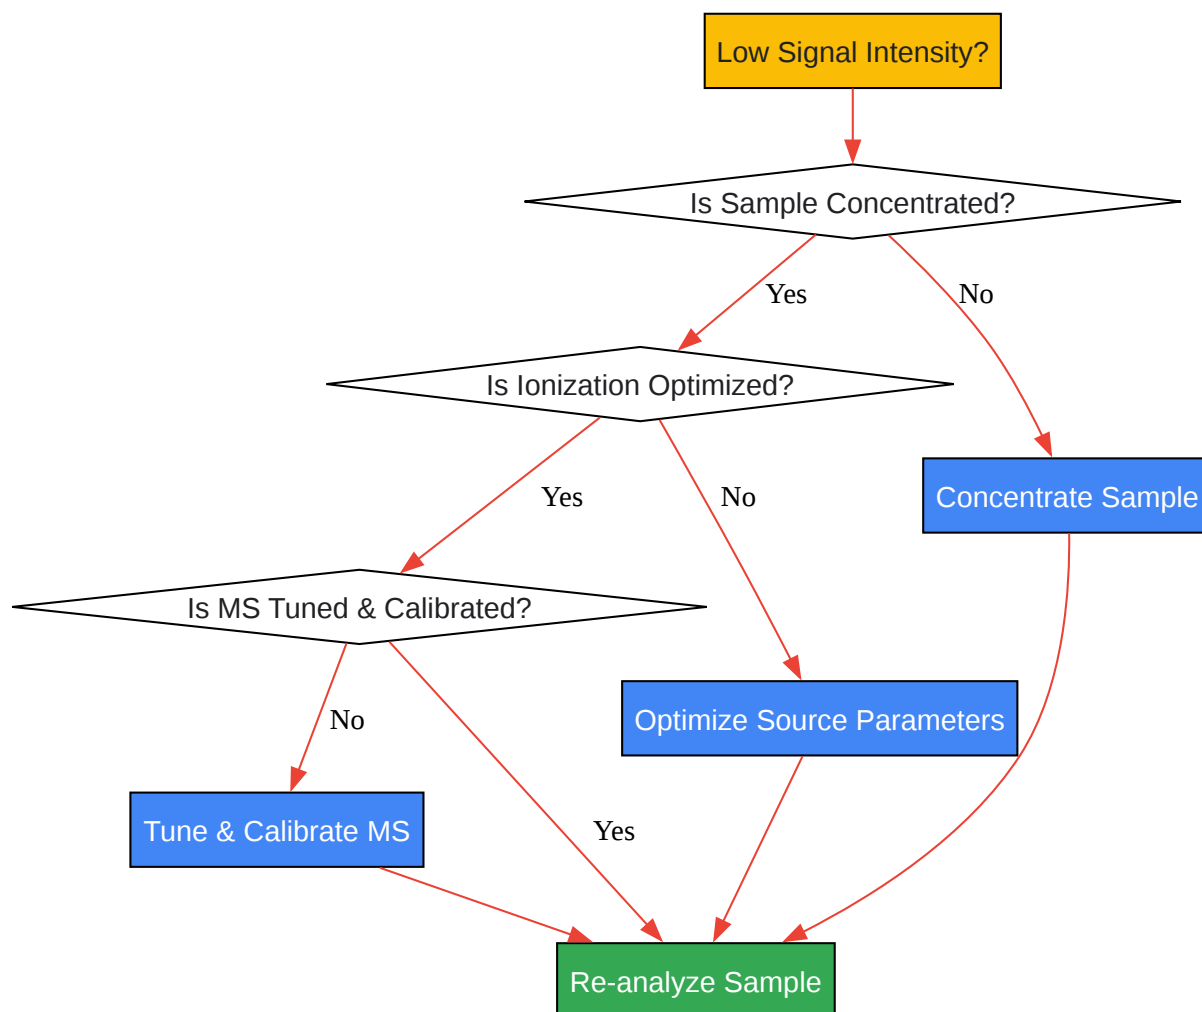 Low Signal Intensity?
Is Sample Concentrated?
Yes
No
Is Ionization Optimized?
Yes
No
Concentrate Sample
Is MS Tuned & Calibrated?
No
Optimize Source Parameters
Tune & Calibrate MS
Yes
Re-analyze Sample